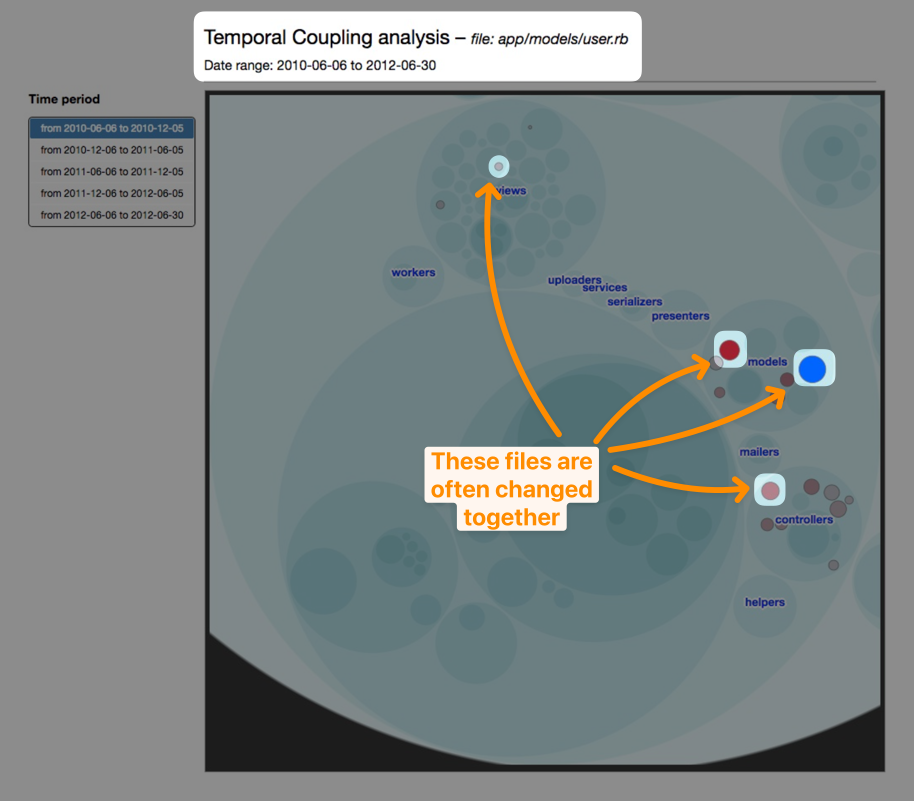 Temporal Coupling analysis – file: app/models/user.rb
Date range: 2010-06-06 to 2012-06-30
Time period
from 2010-06-06 to 2010-12-05
from 2010-12-06 to 2011-06-05
from 2011-06-06 to 2011-12-05
from 2011-12-06 to 2012-06-05
from 2012-06-06 to 2012-06-30
views
workers
uploaders
services
serializers
presenters
models
These files are
often changed
together
mailers
controllers
helpers